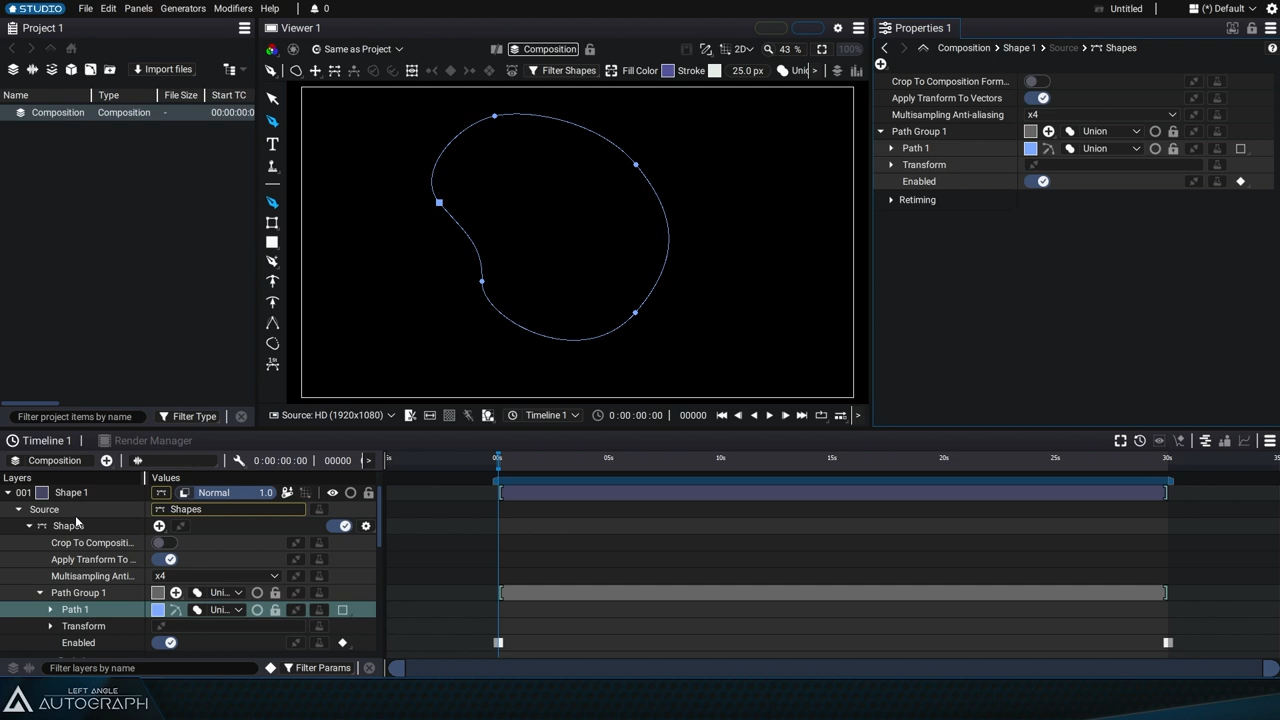 STUDIO File Edit Panels Generators Modifiers Help 0 Untitled (*) Default
Project 1
Import files
Name Type File Size Start TC
Composition Composition - 00:00:00:0
Filter project items by name Filter Type
Viewer 1
Same as Project Composition 2D 43 % 100%
Filter Shapes Fill Color Stroke 25.0 px Unic >
Source: HD (1920x1080) Timeline 1 0:00:00:00 00000 >
Properties 1
Composition Shape 1 Source Shapes
Crop To Composition Form...
Apply Tranform To Vectors
Multisampling Anti-aliasing x4
Path Group 1 Union
Path 1 Union
Transform
Enabled
Retiming
Timeline 1 Render Manager
Composition 0:00:00:00 00000 >
00s 05s 10s 15s 20s 25s 30s
Layers Values
001 Shape 1 Normal 1.0
Source Shapes
Shapes
Crop To Compositi...
Apply Tranform To ...
Multisampling Anti... x4
Path Group 1 Uni...
Path 1 Uni...
Transform
Enabled
Filter layers by name Filter Params
LEFT ANGLE
AUTOGRAPH